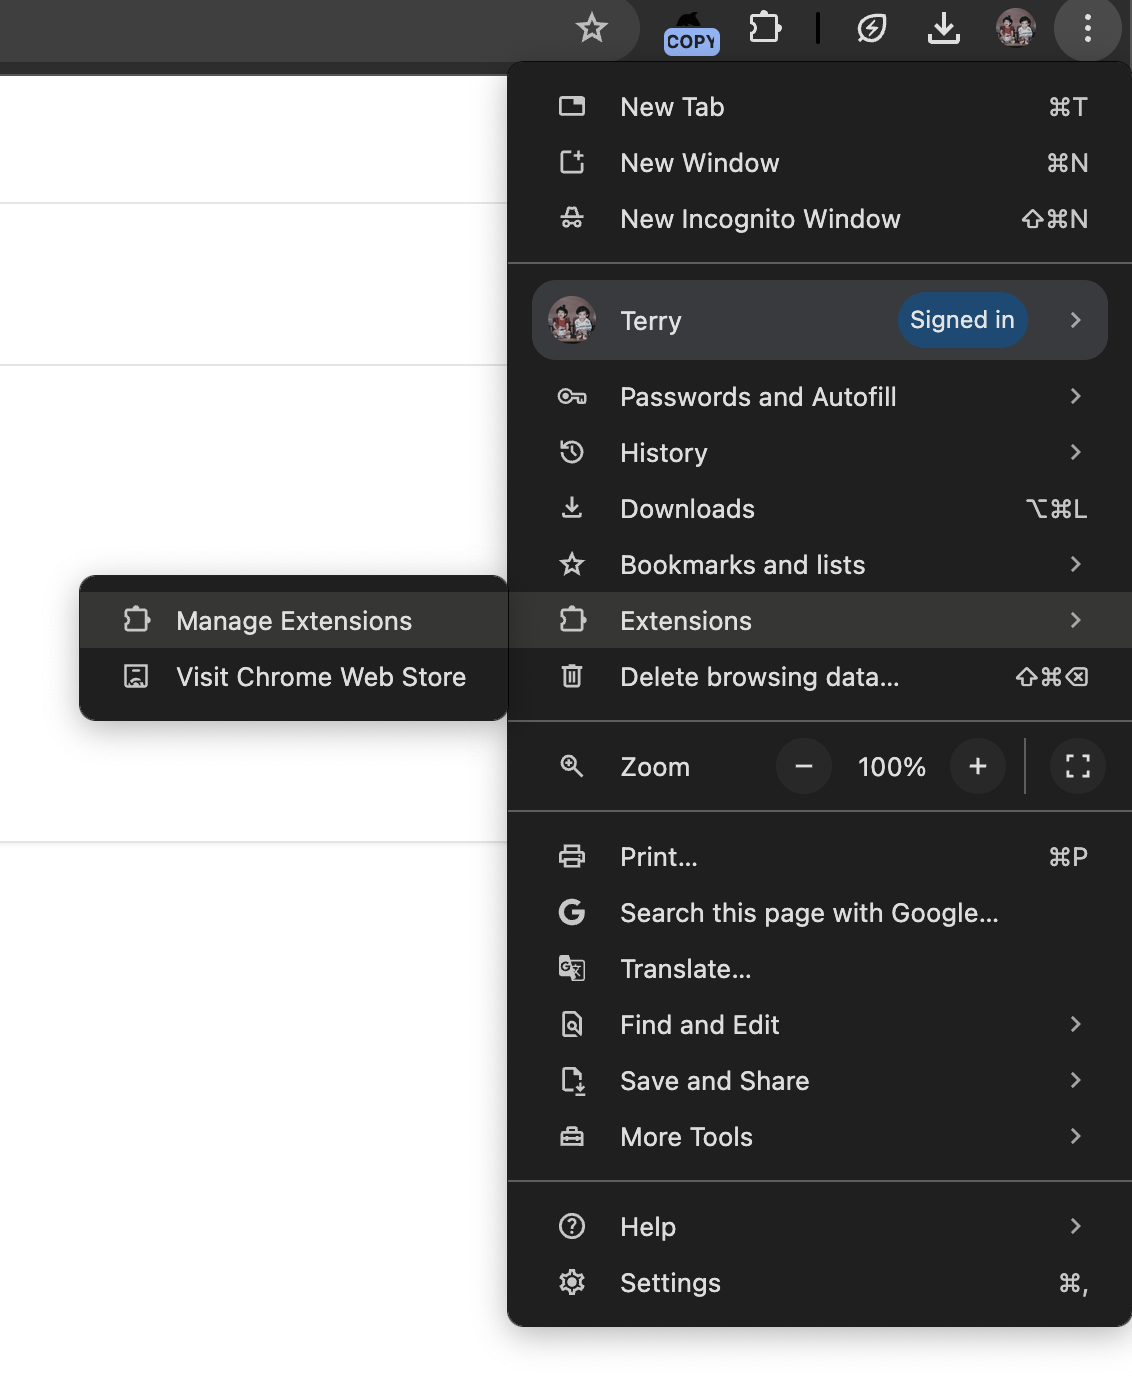 COPY
New Tab ⌘T
New Window ⌘N
New Incognito Window ⇧⌘N
Terry Signed in
Passwords and Autofill
History
Downloads ⌥⌘L
Bookmarks and lists
Extensions
Manage Extensions
Visit Chrome Web Store
Delete browsing data... ⇧⌘⌫
Zoom − 100% +
Print... ⌘P
Search this page with Google...
Translate...
Find and Edit
Save and Share
More Tools
Help
Settings ⌘,